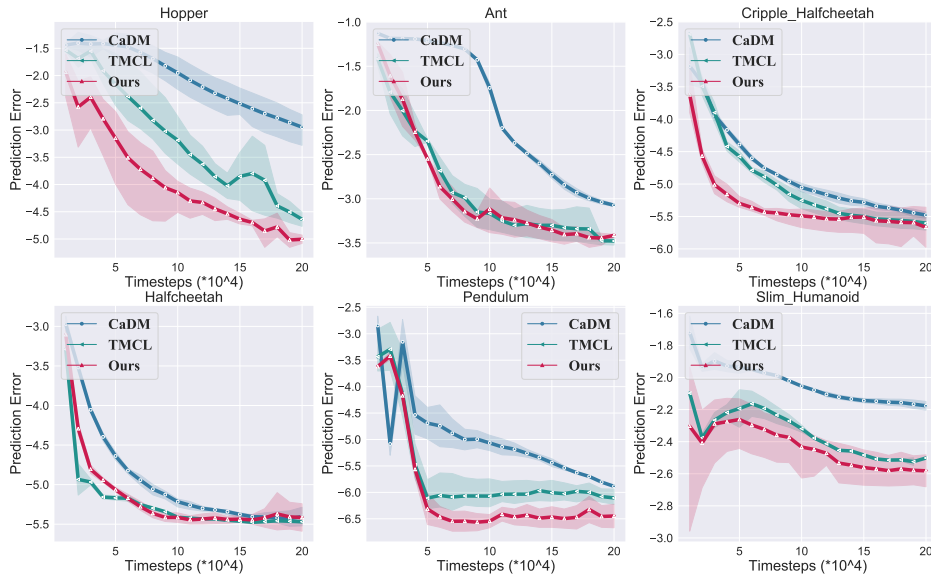 Hopper
Prediction Error
−1.5
−2.0
−2.5
−3.0
−3.5
−4.0
−4.5
−5.0
CaDM
TMCL
Ours
5
10
15
20
Timesteps (*10^4)
Ant
Prediction Error
−1.0
−1.5
−2.0
−2.5
−3.0
−3.5
CaDM
TMCL
Ours
5
10
15
20
Timesteps (*10^4)
Cripple_Halfcheetah
Prediction Error
−2.5
−3.0
−3.5
−4.0
−4.5
−5.0
−5.5
−6.0
CaDM
TMCL
Ours
5
10
15
20
Timesteps (*10^4)
Halfcheetah
Prediction Error
−3.0
−3.5
−4.0
−4.5
−5.0
−5.5
CaDM
TMCL
Ours
5
10
15
20
Timesteps (*10^4)
Pendulum
Prediction Error
−2.5
−3.0
−3.5
−4.0
−4.5
−5.0
−5.5
−6.0
−6.5
CaDM
TMCL
Ours
5
10
15
20
Timesteps (*10^4)
Slim_Humanoid
Prediction Error
−1.6
−1.8
−2.0
−2.2
−2.4
−2.6
−2.8
−3.0
CaDM
TMCL
Ours
5
10
15
20
Timesteps (*10^4)